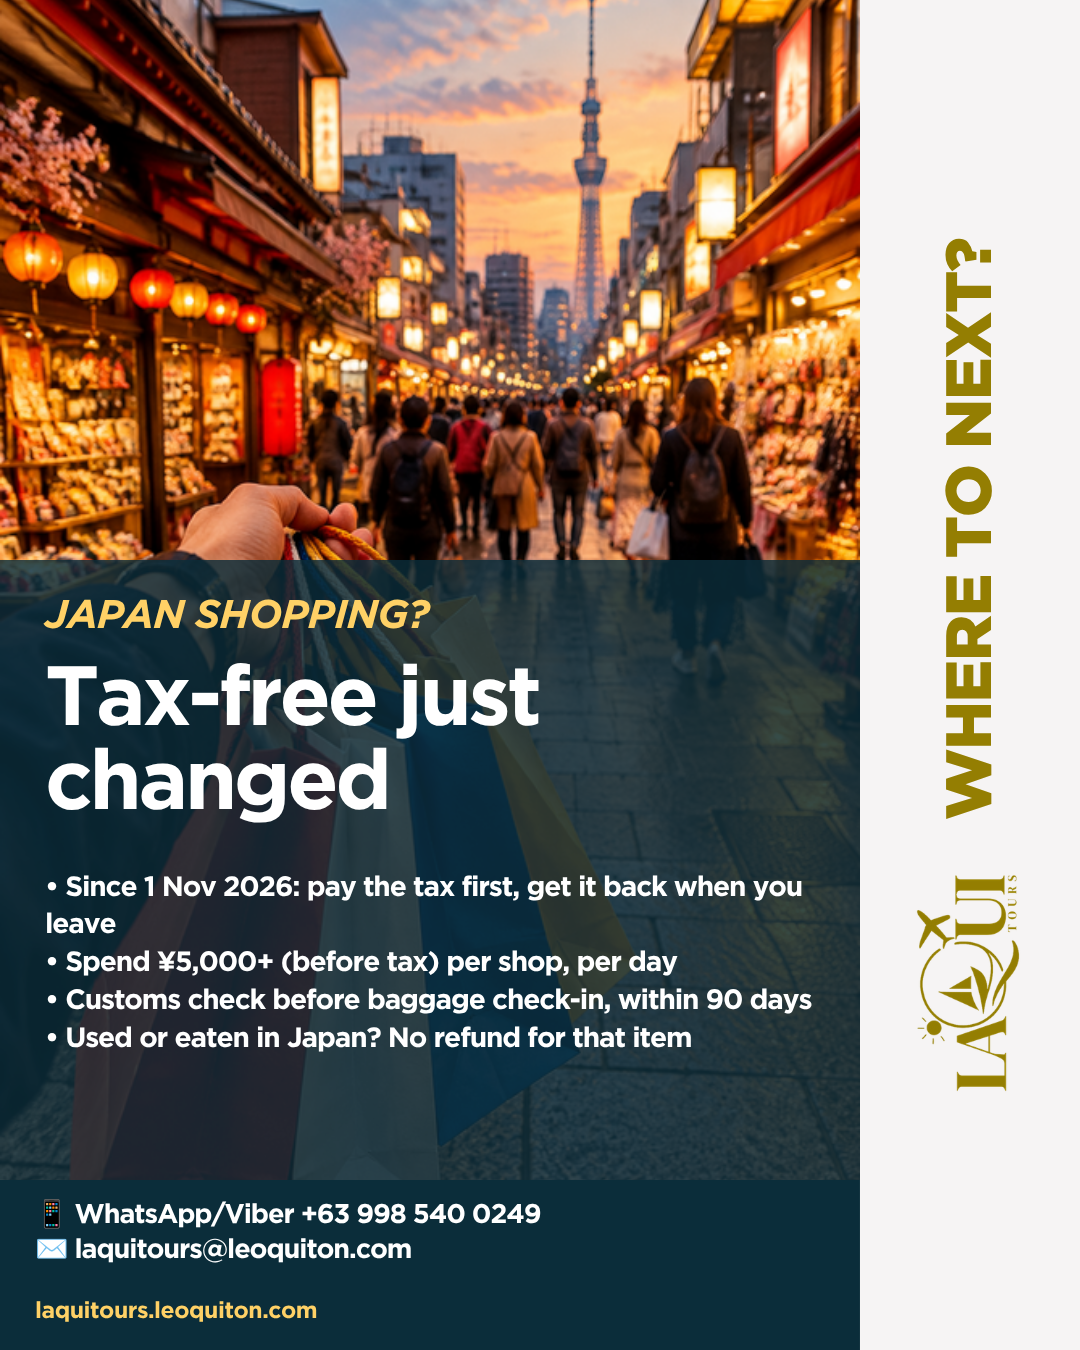 JAPAN SHOPPING?
Tax-free just
changed
• Since 1 Nov 2026: pay the tax first, get it back when you
leave
• Spend ¥5,000+ (before tax) per shop, per day
• Customs check before baggage check-in, within 90 days
• Used or eaten in Japan? No refund for that item
📱 WhatsApp/Viber +63 998 540 0249
✉️ laquitours@leoquiton.com
laquitours.leoquiton.com
WHERE TO NEXT?
LAQUI
TOURS